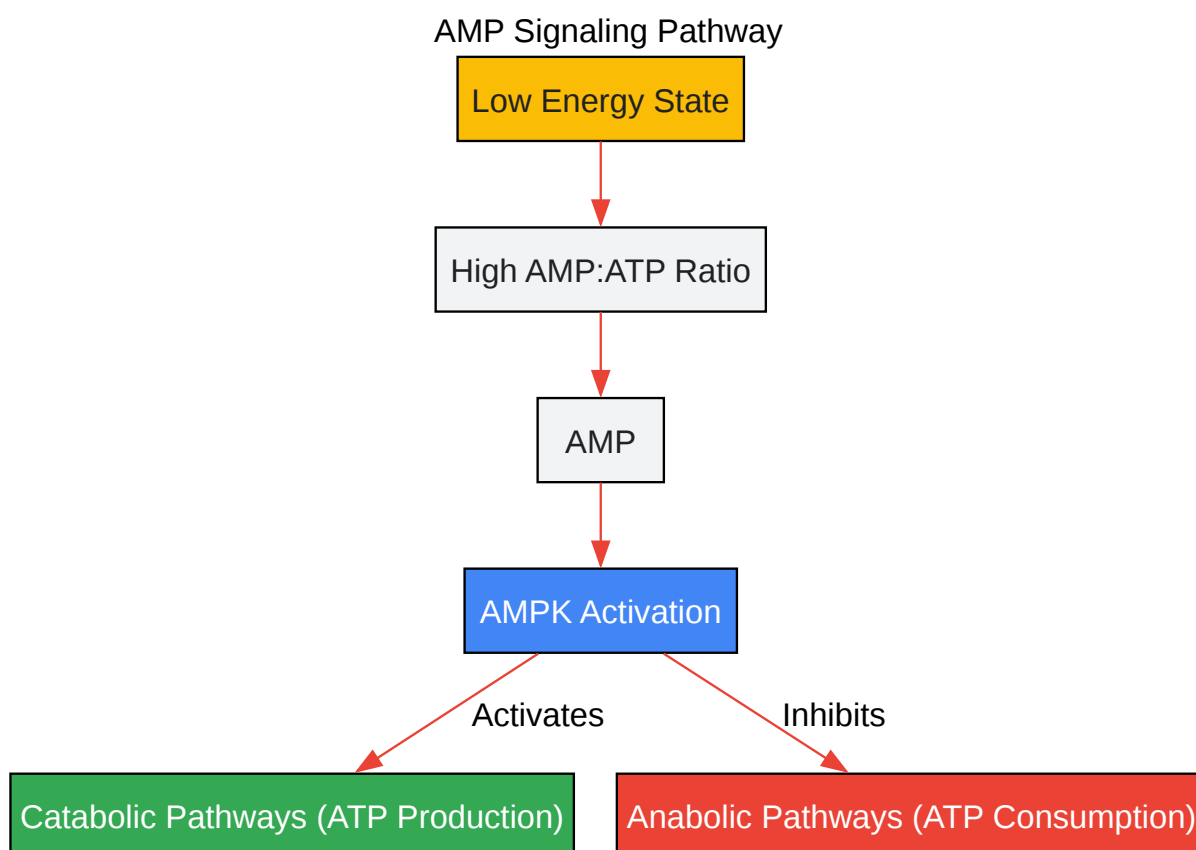 AMP Signaling Pathway
Low Energy State
High AMP:ATP Ratio
AMP
AMPK Activation
Activates
Inhibits
Catabolic Pathways (ATP Production)
Anabolic Pathways (ATP Consumption)